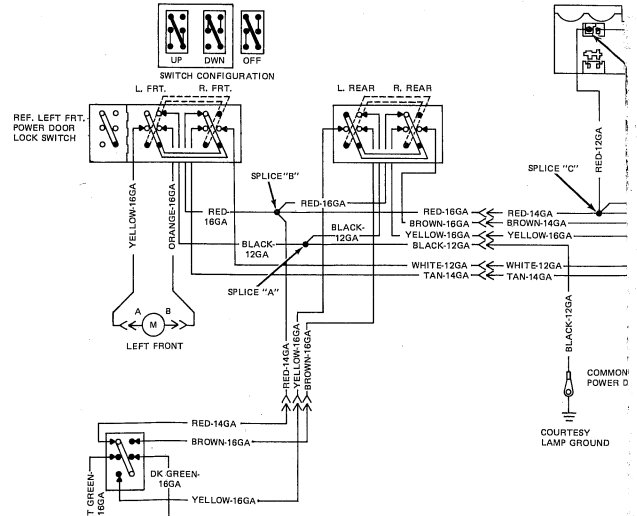 UP DWN OFF
SWITCH CONFIGURATION
L. FRT. R. FRT.
L. REAR R. REAR
REF. LEFT FRT.
POWER DOOR
LOCK SWITCH
RED-12GA
SPLICE "C"
SPLICE "B"
YELLOW-16GA
ORANGE-16GA
RED-
16GA
RED-16GA
RED-16GA
RED-14GA
BROWN-16GA
BROWN-14GA
BLACK-
12GA
YELLOW-16GA
YELLOW-16GA
BLACK-
12GA
BLACK-12GA
WHITE-12GA
WHITE-12GA
TAN-14GA
TAN-14GA
SPLICE "A"
A B
M
LEFT FRONT
RED-14GA
YELLOW-16GA
BROWN-16GA
BLACK-12GA
COMMON
POWER D
COURTESY
LAMP GROUND
RED-14GA
BROWN-16GA
DK GREEN-
16GA
T GREEN-
16GA
YELLOW-16GA